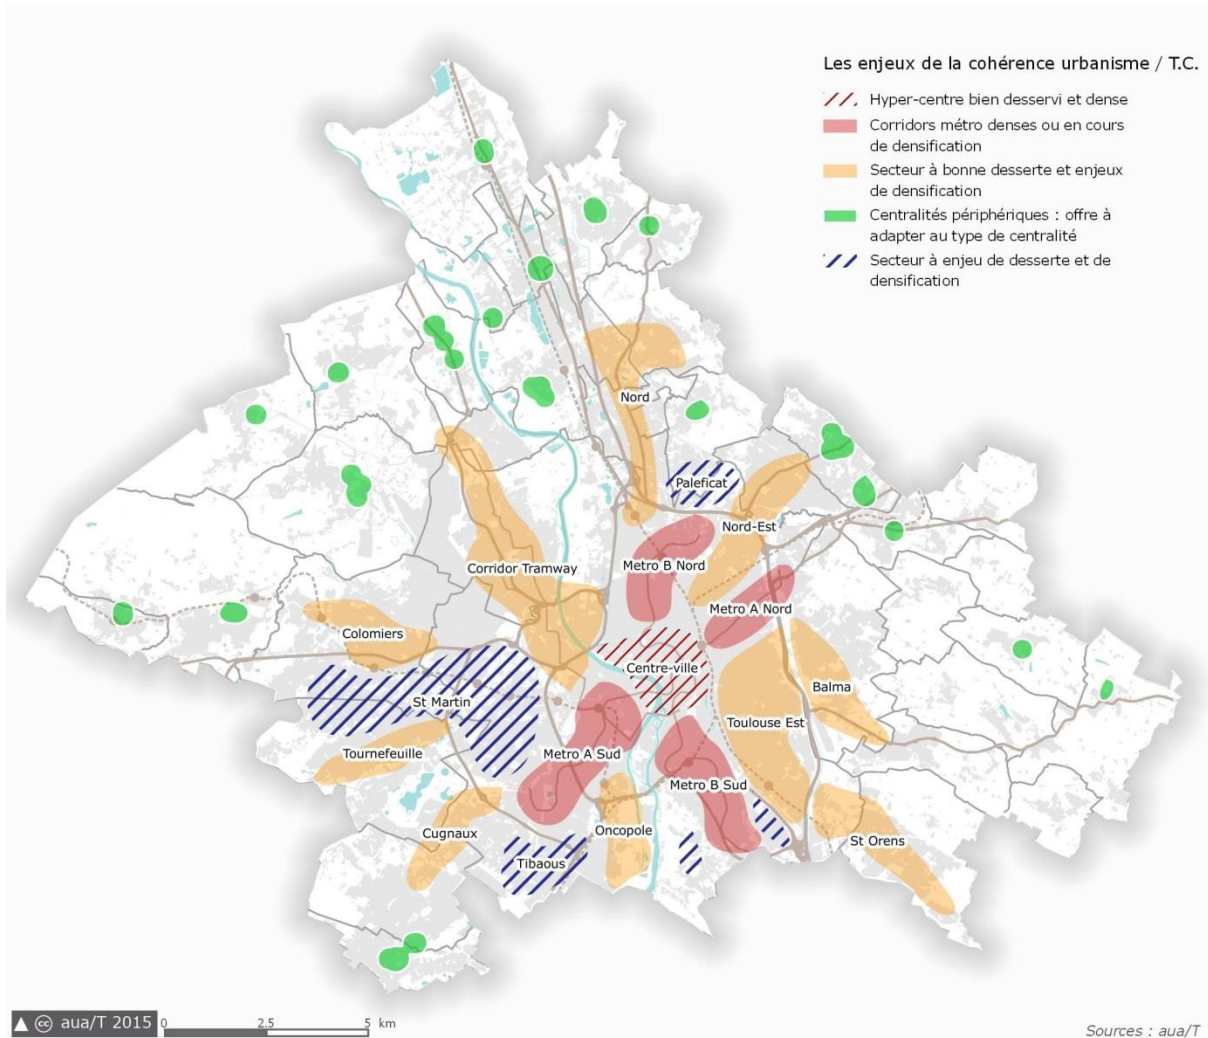 Les enjeux de la cohérence urbanisme / T.C.
Hyper-centre bien desservi et dense
Corridors métro denses ou en cours
de densification
Secteur à bonne desserte et enjeux
de densification
Centralités périphériques : offre à
adapter au type de centralité
Secteur à enjeu de desserte et de
densification
Nord
Paleficat
Nord-Est
Metro B Nord
Corridor Tramway
Metro A Nord
Colomiers
Centre-ville
Balma
St Martin
Toulouse Est
Tournefeuille
Metro A Sud
Metro B Sud
Cugnaux
Oncopole
St Orens
Tibaous
cc aua/T 2015
0 2,5 5 km
Sources : aua/T